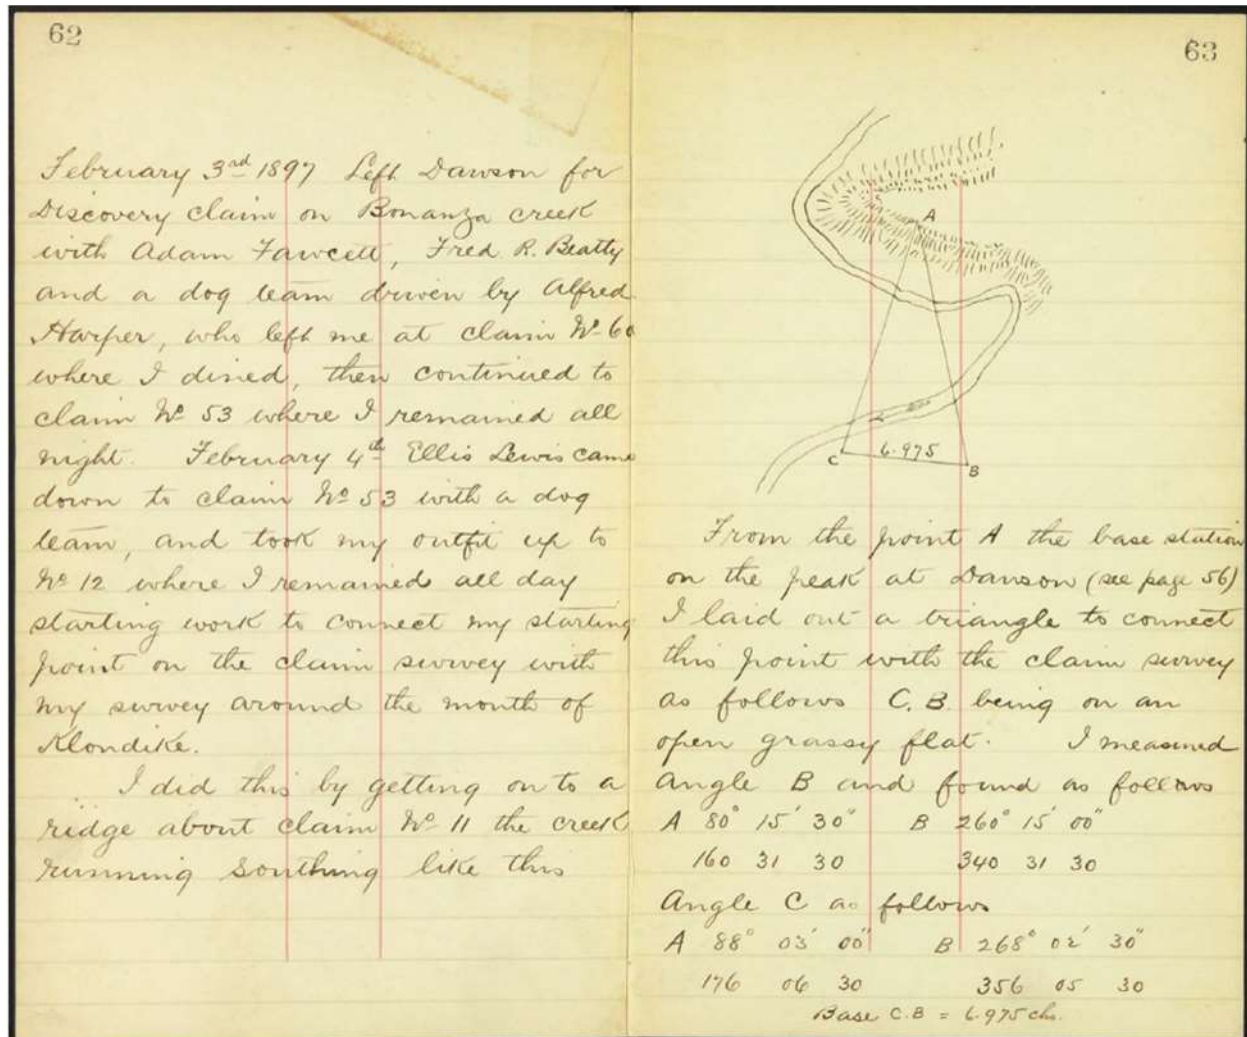 62
February 3rd 1897 Left Dawson for
Discovery claim on Bonanza creek
with Adam Fawcett, Fred R. Beatty
and a dog team driven by Alfred
Harper, who left me at claim No 60
where I dined, then continued to
claim No 53 where I remained all
night. February 4th Ellis Lewis came
down to claim No 53 with a dog
team, and took my outfit up to
No 12 where I remained all day
starting work to connect my starting
point on the claim survey with
my survey around the mouth of
Klondike.
I did this by getting on to a
ridge about claim No 11 the creek
running like this
63
A
C 6.975 B
From the point A the base station
on the peak at Dawson (see page 56)
I laid out a triangle to connect
this point with the claim survey
as follows C.B. being on an
open grassy flat. I measured
Angle B and found as follows
A 80° 15' 30" B 260° 15' 00"
160 31 30 340 31 30
Angle C as follows
A 88° 03' 00" B 268° 02' 30"
176 06 30 356 05 30
Base C.B = 6.975 chs.